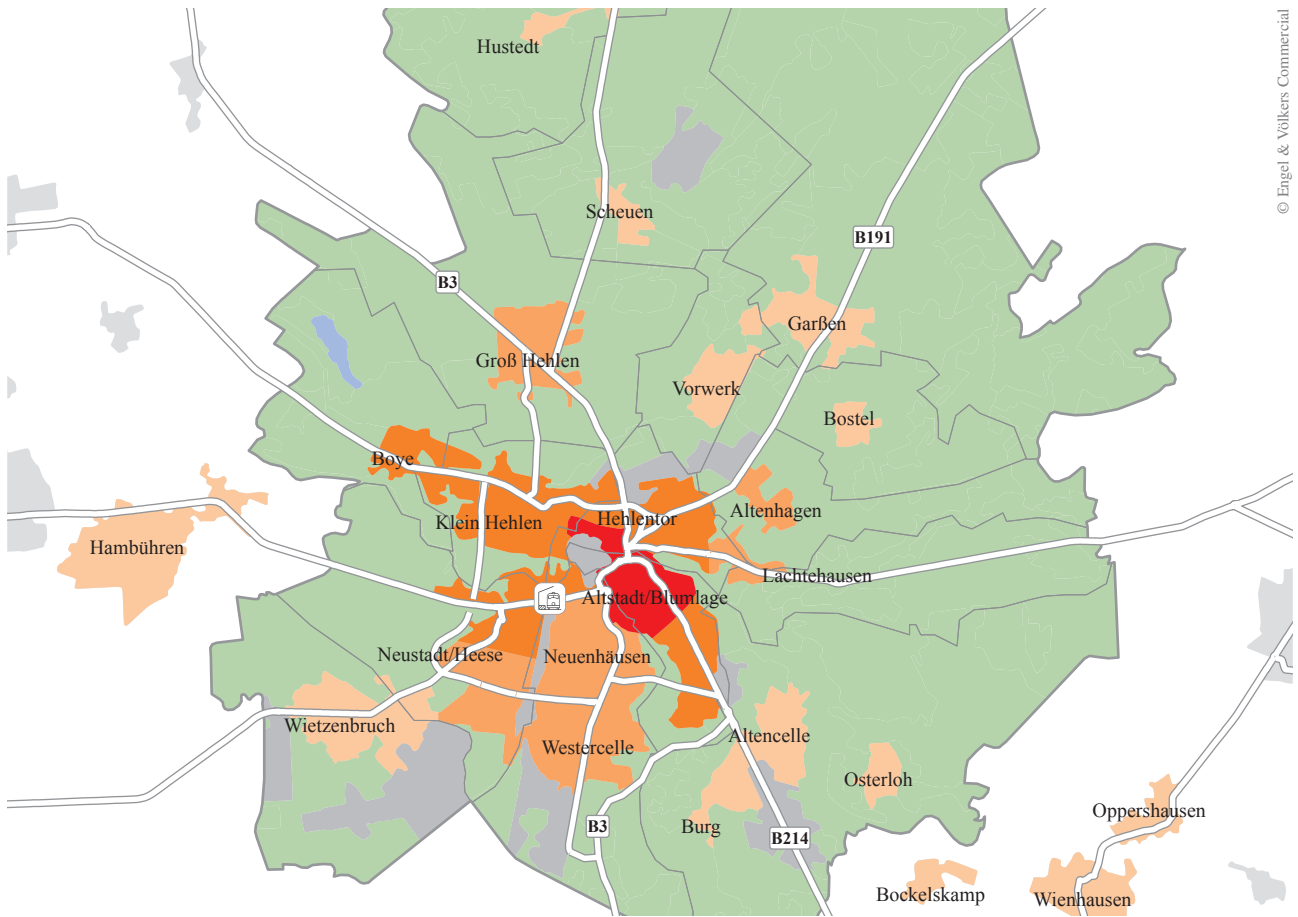 © Engel & Völkers Commercial
Hustedt
Scheuen
B191
B3
Garßen
Groß Hehlen
Vorwerk
Bostel
Boye
Altenhagen
Klein Hehlen
Hehlentor
Hambühren
Lachtehausen
Altstadt/Blumlage
Neustadt/Heese
Neuenhäusen
Wietzenbruch
Altencelle
Westercelle
Osterloh
Oppershausen
B3
Burg
B214
Bockelskamp
Wienhausen